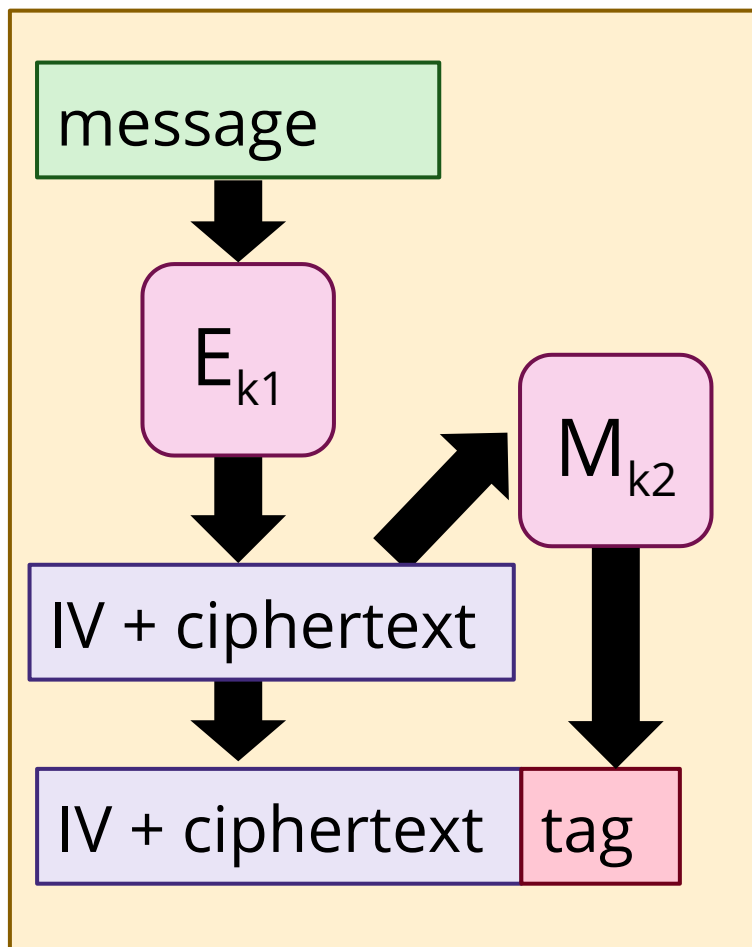 message
Ek1
Mk2
IV + ciphertext
IV + ciphertext
tag